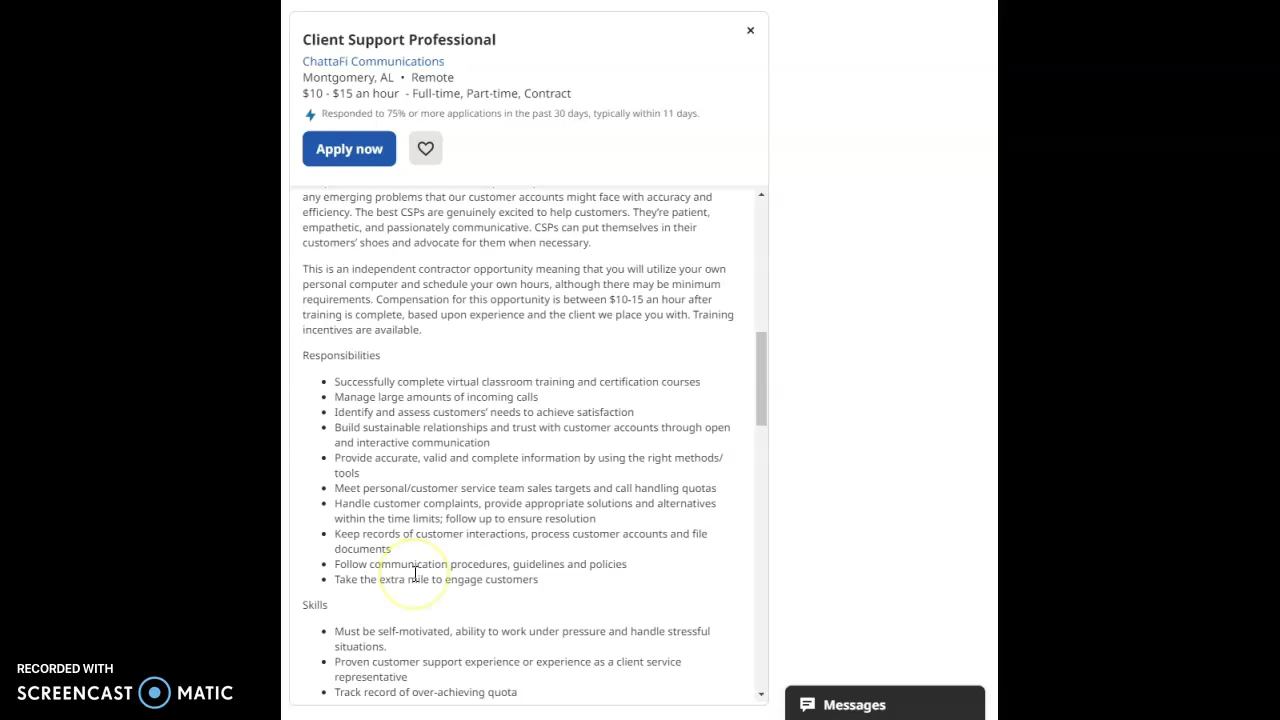 Client Support Professional
ChattaFi Communications
Montgomery, AL • Remote
$10 - $15 an hour - Full-time, Part-time, Contract
Responded to 75% or more applications in the past 30 days, typically within 11 days.
Apply now
any emerging problems that our customer accounts might face with accuracy and
efficiency. The best CSPs are genuinely excited to help customers. They're patient,
empathetic, and passionately communicative. CSPs can put themselves in their
customers' shoes and advocate for them when necessary.
This is an independent contractor opportunity meaning that you will utilize your own
personal computer and schedule your own hours, although there may be minimum
requirements. Compensation for this opportunity is between $10-15 an hour after
training is complete, based upon experience and the client we place you with. Training
incentives are available.
Responsibilities
• Successfully complete virtual classroom training and certification courses
• Manage large amounts of incoming calls
• Identify and assess customers' needs to achieve satisfaction
• Build sustainable relationships and trust with customer accounts through open
and interactive communication
• Provide accurate, valid and complete information by using the right methods/
tools
• Meet personal/customer service team sales targets and call handling quotas
• Handle customer complaints, provide appropriate solutions and alternatives
within the time limits; follow up to ensure resolution
• Keep records of customer interactions, process customer accounts and file
documents
• Follow communication procedures, guidelines and policies
• Take the extra mile to engage customers
Skills
• Must be self-motivated, ability to work under pressure and handle stressful
situations.
• Proven customer support experience or experience as a client service
representative
• Track record of over-achieving quota
RECORDED WITH
SCREENCAST MATIC
Messages